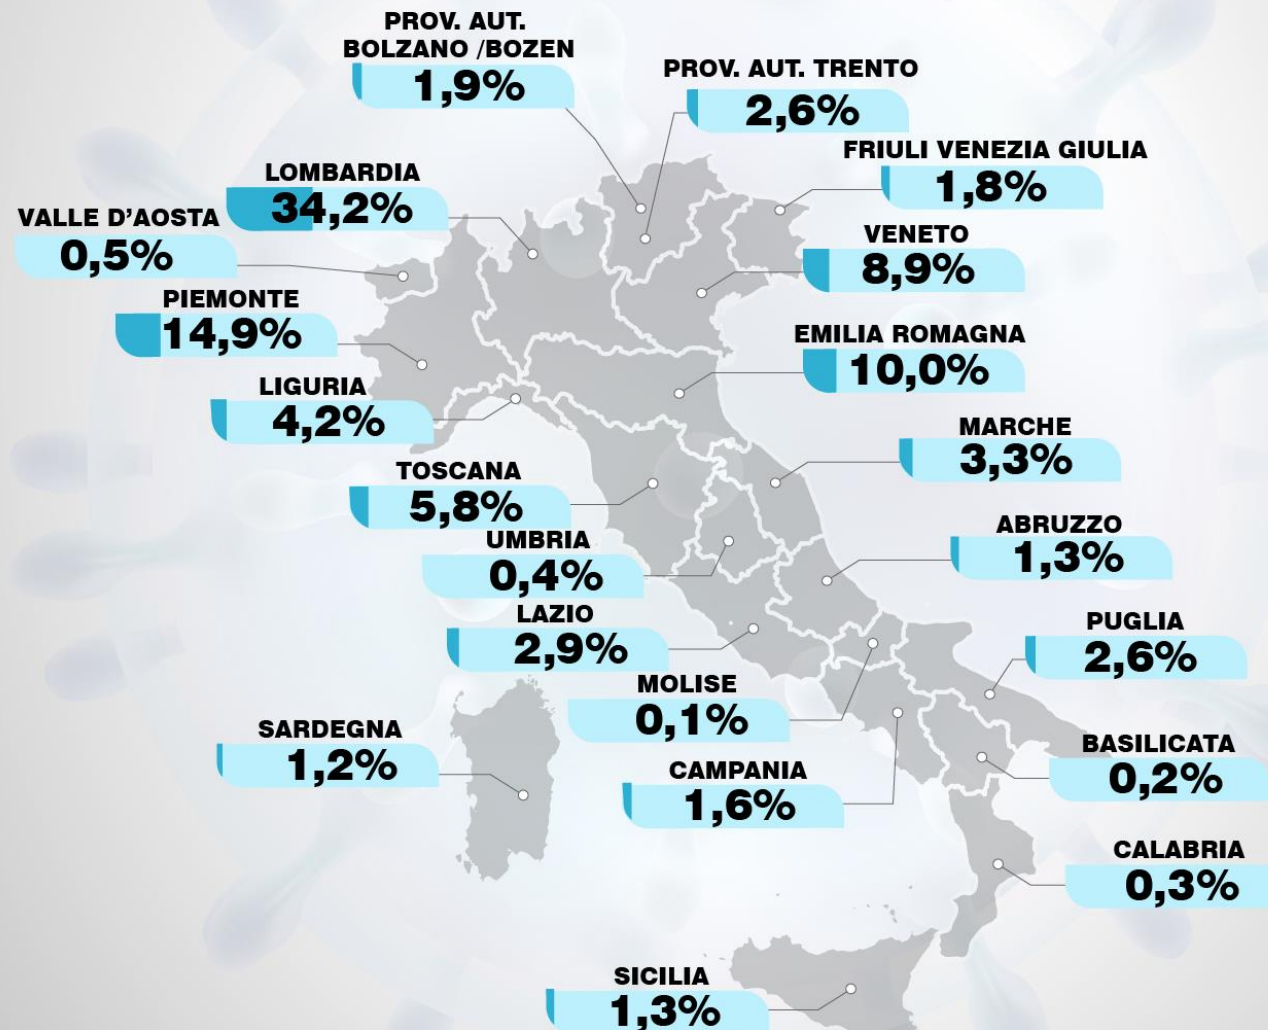 PROV. AUT.
BOLZANO /BOZEN
1,9%
PROV. AUT. TRENTO
2,6%
FRIULI VENEZIA GIULIA
1,8%
LOMBARDIA
34,2%
VALLE D’AOSTA
0,5%
VENETO
8,9%
PIEMONTE
14,9%
EMILIA ROMAGNA
10,0%
LIGURIA
4,2%
MARCHE
3,3%
TOSCANA
5,8%
ABRUZZO
1,3%
UMBRIA
0,4%
LAZIO
2,9%
PUGLIA
2,6%
MOLISE
0,1%
SARDEGNA
1,2%
BASILICATA
0,2%
CAMPANIA
1,6%
CALABRIA
0,3%
SICILIA
1,3%